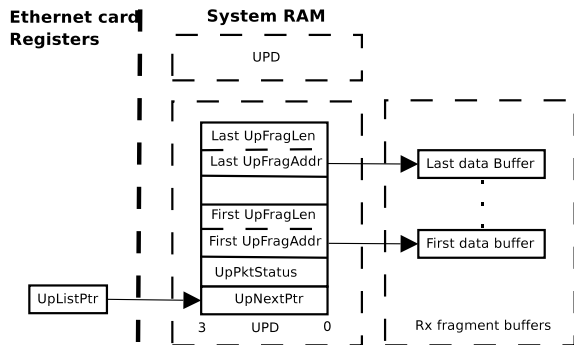 Ethernet card
Registers
System RAM
UPD
Last UpFragLen
Last UpFragAddr
Last data Buffer
First UpFragLen
First UpFragAddr
First data buffer
UpPktStatus
UpListPtr
UpNextPtr
3
UPD
0
Rx fragment buffers